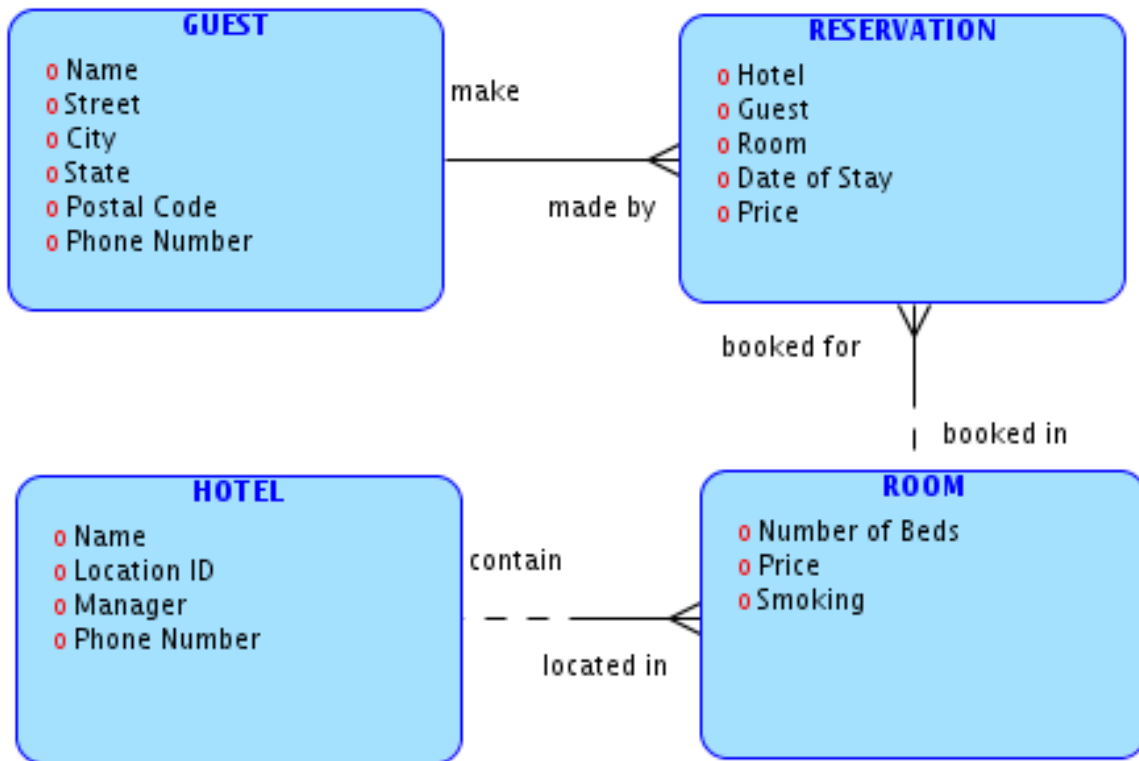 GUEST
o Name
o Street
o City
o State
o Postal Code
o Phone Number
make
made by
RESERVATION
o Hotel
o Guest
o Room
o Date of Stay
o Price
booked for
booked in
HOTEL
o Name
o Location ID
o Manager
o Phone Number
contain
located in
ROOM
o Number of Beds
o Price
o Smoking